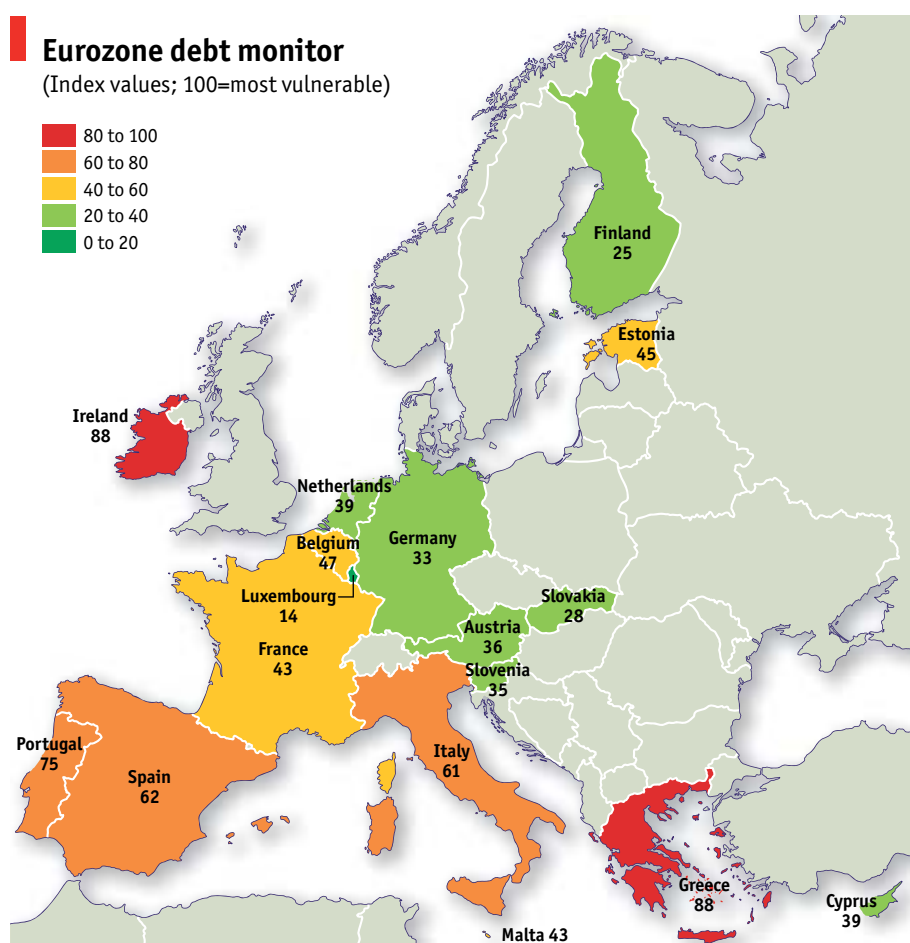 Eurozone debt monitor
(Index values; 100=most vulnerable)
80 to 100
60 to 80
40 to 60
20 to 40
0 to 20
Finland
25
Estonia
45
Ireland
88
Netherlands
39
Belgium
47
Germany
33
Luxembourg
14
Slovakia
28
Austria
36
France
43
Slovenia
35
Portugal
75
Spain
62
Italy
61
Greece
88
Cyprus
39
Malta 43